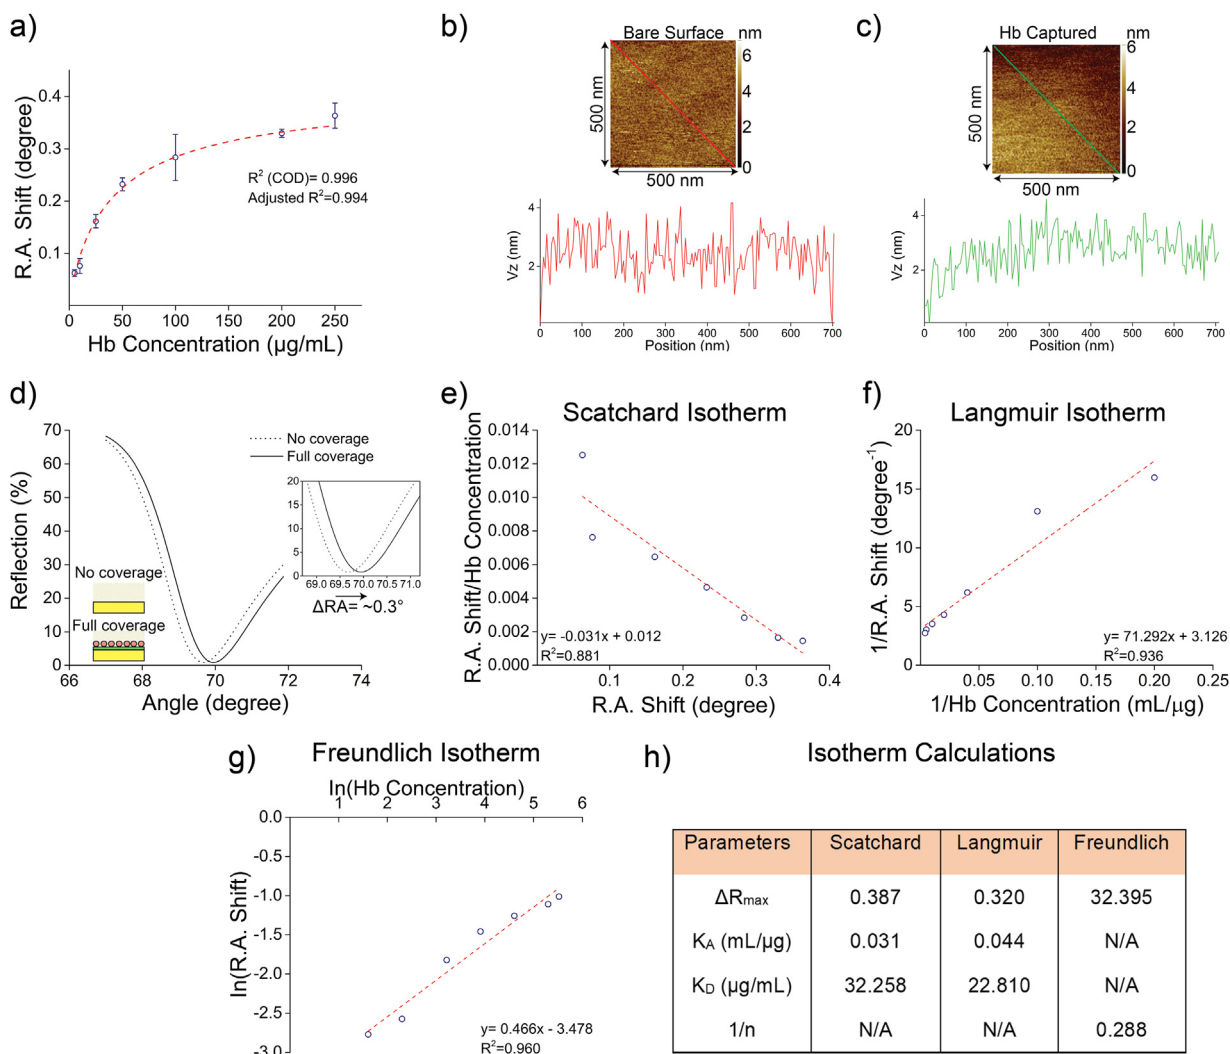 a)
R.A. Shift (degree)
0.4
0.3
0.2
0.1
R² (COD)= 0.996
Adjusted R²=0.994
0 50 100 150 200 250
Hb Concentration (µg/mL)
b)
Bare Surface
nm
6
4
2
0
500 nm
500 nm
Vz (nm)
4
2
0 100 200 300 400 500 600 700
Position (nm)
c)
Hb Captured
nm
6
4
2
0
500 nm
500 nm
Vz (nm)
4
2
0 100 200 300 400 500 600 700
Position (nm)
d)
Reflection (%)
70
60
50
40
30
20
10
0
No coverage
Full coverage
20
15
10
5
0
69.0 69.5 70.0 70.5 71.0
ΔRA= ~0.3°
No coverage
Full coverage
66 68 70 72 74
Angle (degree)
e)
Scatchard Isotherm
R.A. Shift/Hb Concentration
0.014
0.012
0.010
0.008
0.006
0.004
0.002
0.000
y= -0.031x + 0.012
R²=0.881
0.1 0.2 0.3 0.4
R.A. Shift (degree)
f)
Langmuir Isotherm
1/R.A. Shift (degree⁻¹)
20
15
10
5
0
y= 71.292x + 3.126
R²=0.936
0.05 0.10 0.15 0.20 0.25
1/Hb Concentration (mL/µg)
g)
Freundlich Isotherm
ln(Hb Concentration)
1 2 3 4 5 6
ln(R.A. Shift)
0.0
-0.5
-1.0
-1.5
-2.0
-2.5
-3.0
y= 0.466x - 3.478
R²=0.960
h)
Isotherm Calculations
Parameters Scatchard Langmuir Freundlich
ΔRmax 0.387 0.320 32.395
KA (mL/µg) 0.031 0.044 N/A
KD (µg/mL) 32.258 22.810 N/A
1/n N/A N/A 0.288